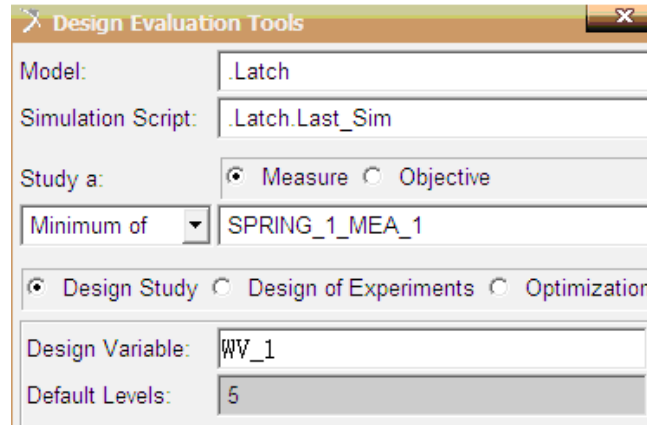 Design Evaluation Tools
Model: .Latch
Simulation Script: .Latch.Last_Sim
Study a: Measure Objective
Minimum of SPRING_1_MEA_1
Design Study Design of Experiments Optimization
Design Variable: WV_1
Default Levels: 5